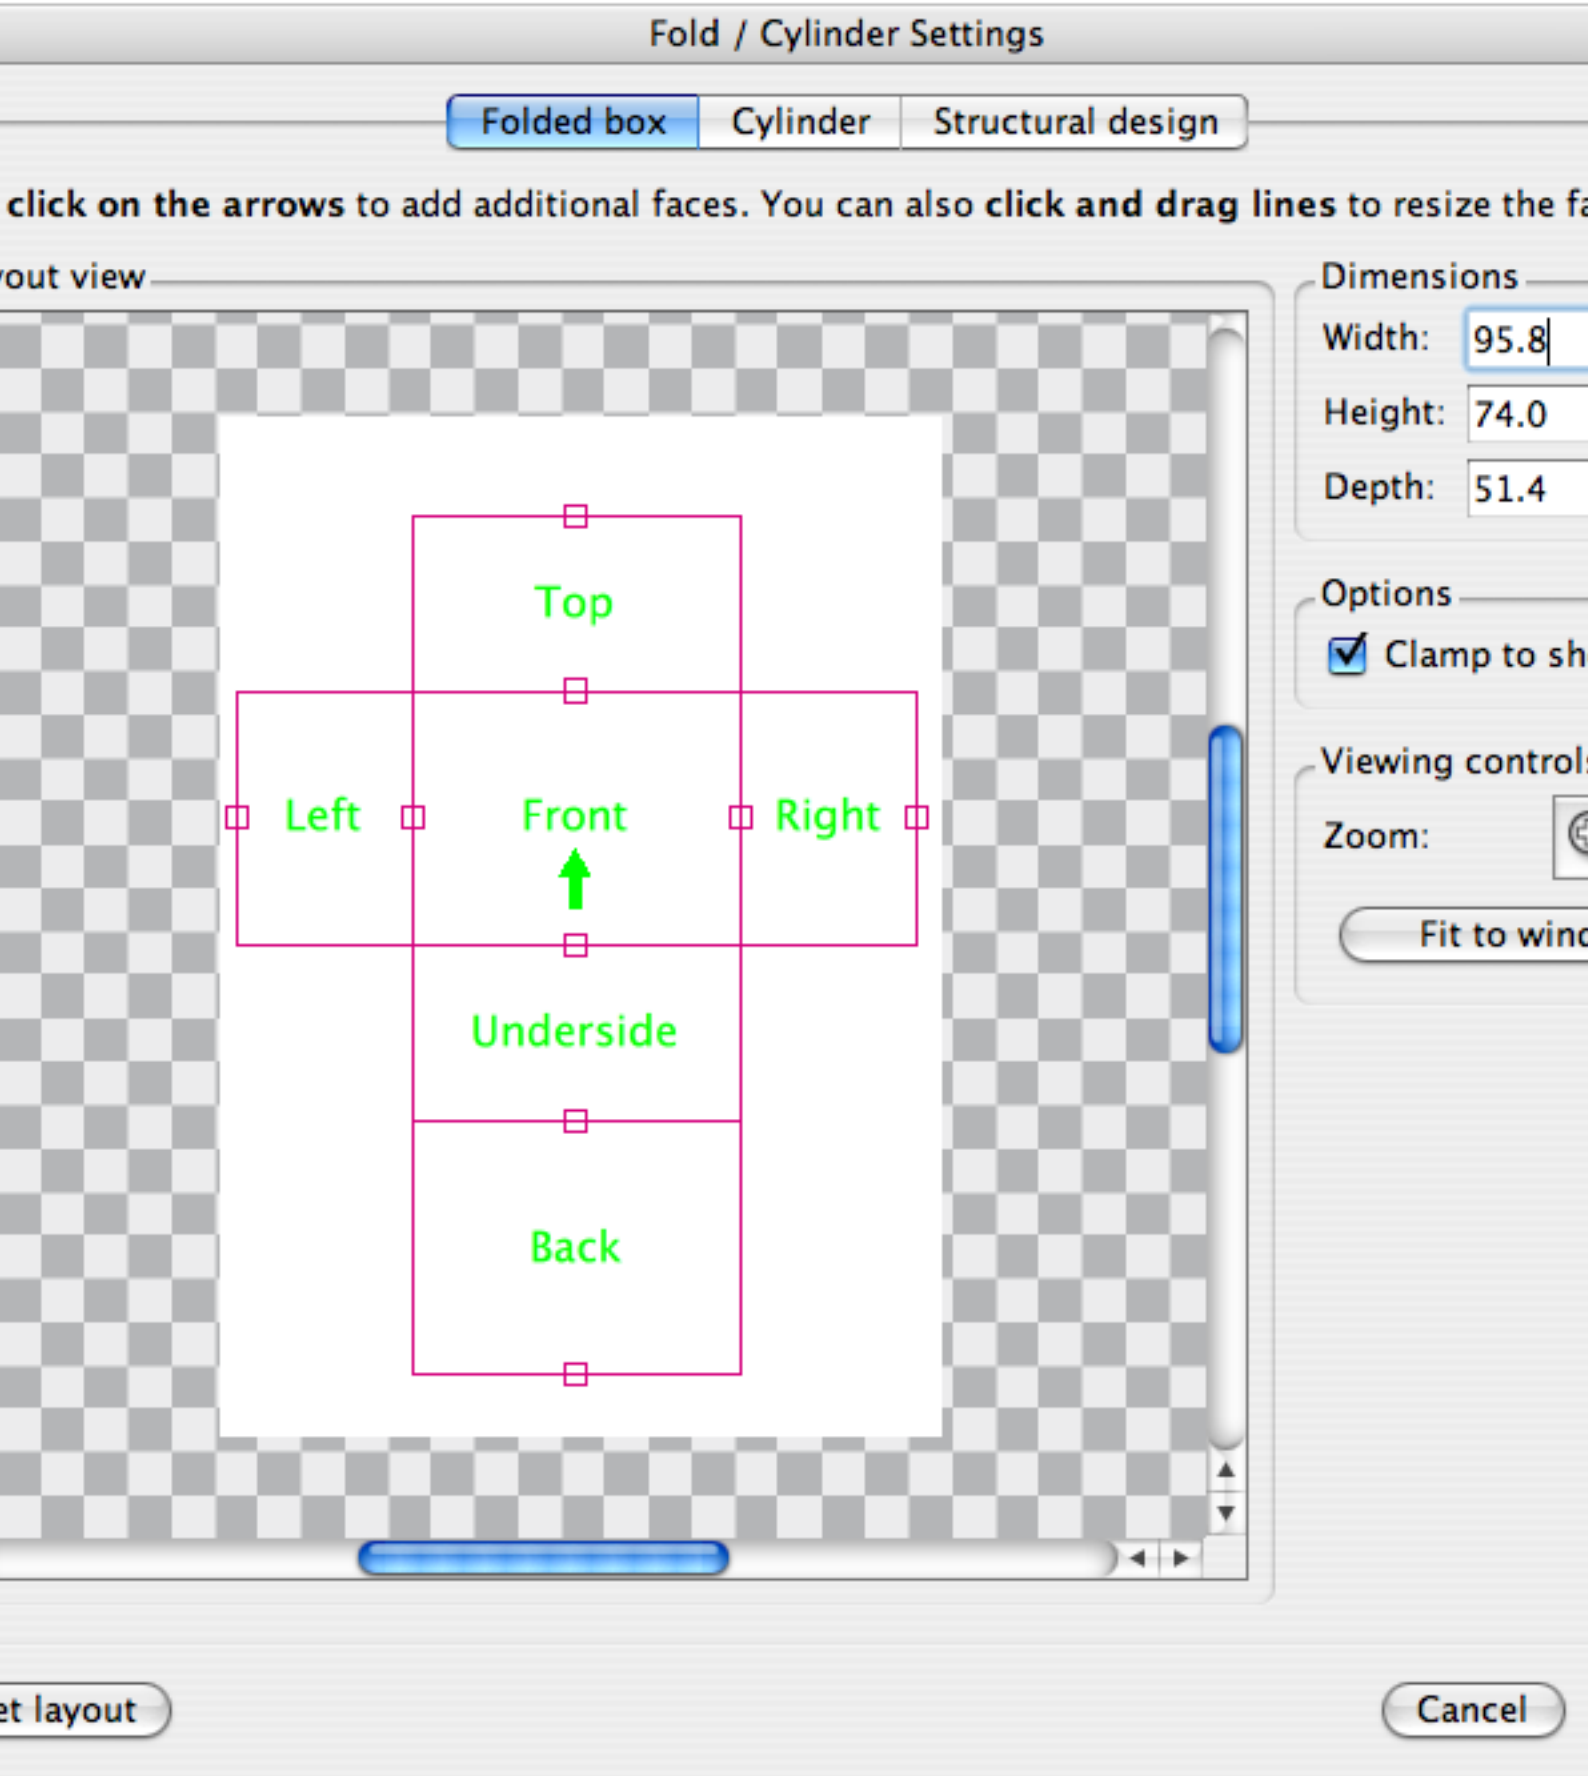 Fold / Cylinder Settings
Folded box Cylinder Structural design
click on the arrows to add additional faces. You can also click and drag lines to resize the fa
yout view
Dimensions
Width: 95.8
Height: 74.0
Depth: 51.4
Options
Clamp to sh
Viewing controls
Zoom:
Fit to wind
Top
Left Front Right
Underside
Back
et layout
Cancel